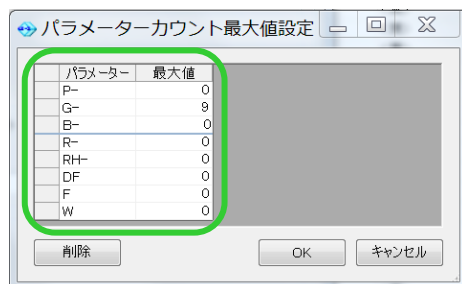 パラメーターカウント最大値設定
パラメーター 最大値
P- 0
G- 9
B- 0
R- 0
RH- 0
DF 0
F 0
W 0
削除 OK キャンセル